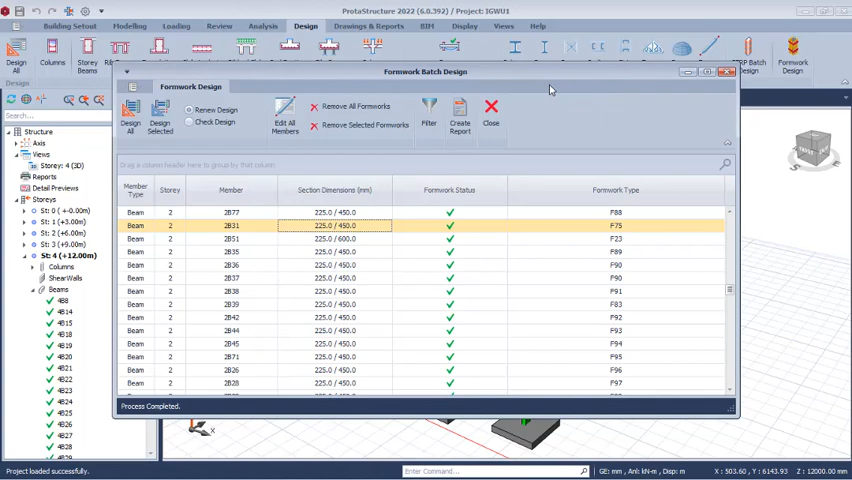 ProtaStructure 2022 (6.0.392) / Project: IGWU1
Building Setout Modelling Loading Review Analysis Design Drawings & Reports BIM Display Views Help
Design All
Columns
Storey Beams
Formwork Design
Design
Search...
Structure
Axis
Views
Storey: 4 (3D)
Reports
Detail Previews
Storeys
St: 0 ( +-0.00m)
St: 1 (+3.00m)
St: 2 (+6.00m)
St: 3 (+9.00m)
St: 4 (+12.00m)
Columns
ShearWalls
Beams
4B8
4B14
4B15
4B18
4B19
4B20
4B21
4B22
4B23
4B24
4B25
4B26
4B27
4B28
4B29
Formwork Batch Design
Formwork Design
Design All
Design Selected
Renew Design
Check Design
Edit All Members
Remove All Formworks
Remove Selected Formworks
Filter
Create Report
Close
Drag a column header here to group by that column
Member Type Storey Member Section Dimensions (mm) Formwork Status Formwork Type
Beam 2 2B77 225.0 / 450.0 F88
Beam 2 2B31 225.0 / 450.0 F75
Beam 2 2B51 225.0 / 600.0 F23
Beam 2 2B35 225.0 / 450.0 F89
Beam 2 2B36 225.0 / 450.0 F90
Beam 2 2B37 225.0 / 450.0 F90
Beam 2 2B38 225.0 / 450.0 F91
Beam 2 2B39 225.0 / 450.0 F83
Beam 2 2B42 225.0 / 450.0 F92
Beam 2 2B44 225.0 / 450.0 F93
Beam 2 2B45 225.0 / 450.0 F94
Beam 2 2B71 225.0 / 450.0 F95
Beam 2 2B26 225.0 / 450.0 F96
Beam 2 2B28 225.0 / 450.0 F97
Process Completed.
X
Project loaded successfully.
Enter Command...
GE: mm, Anl: kN-m , Disp: m
X : 503.60 Y : 6143.93 Z : 12000.00 mm